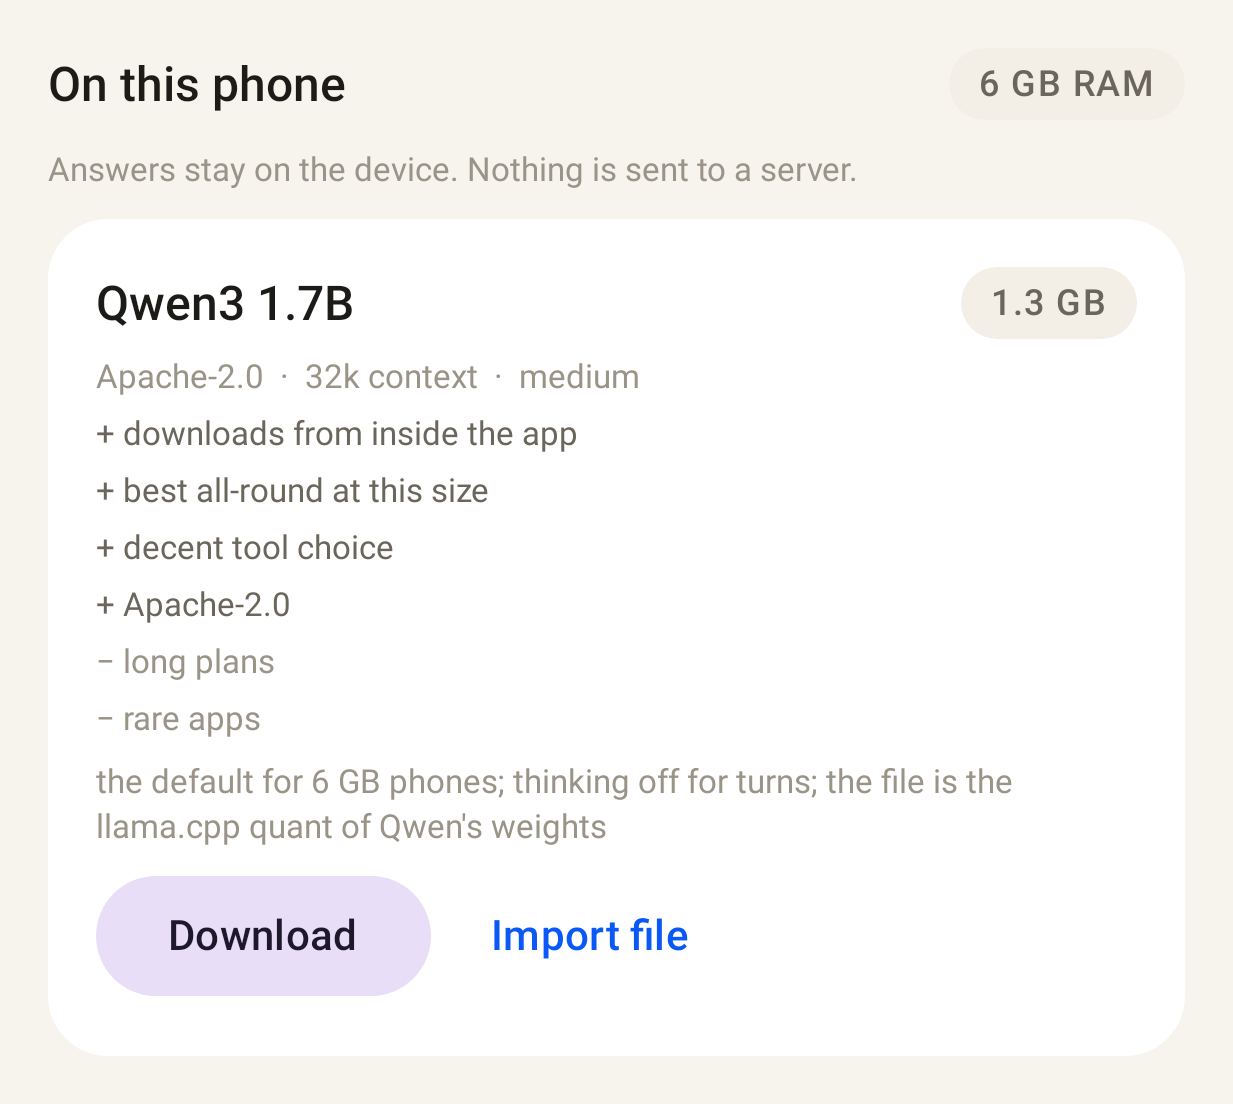 On this phone
6 GB RAM
Answers stay on the device. Nothing is sent to a server.
Qwen3 1.7B
1.3 GB
Apache-2.0 · 32k context · medium
+ downloads from inside the app
+ best all-round at this size
+ decent tool choice
+ Apache-2.0
− long plans
− rare apps
the default for 6 GB phones; thinking off for turns; the file is the
llama.cpp quant of Qwen's weights
Download
Import file